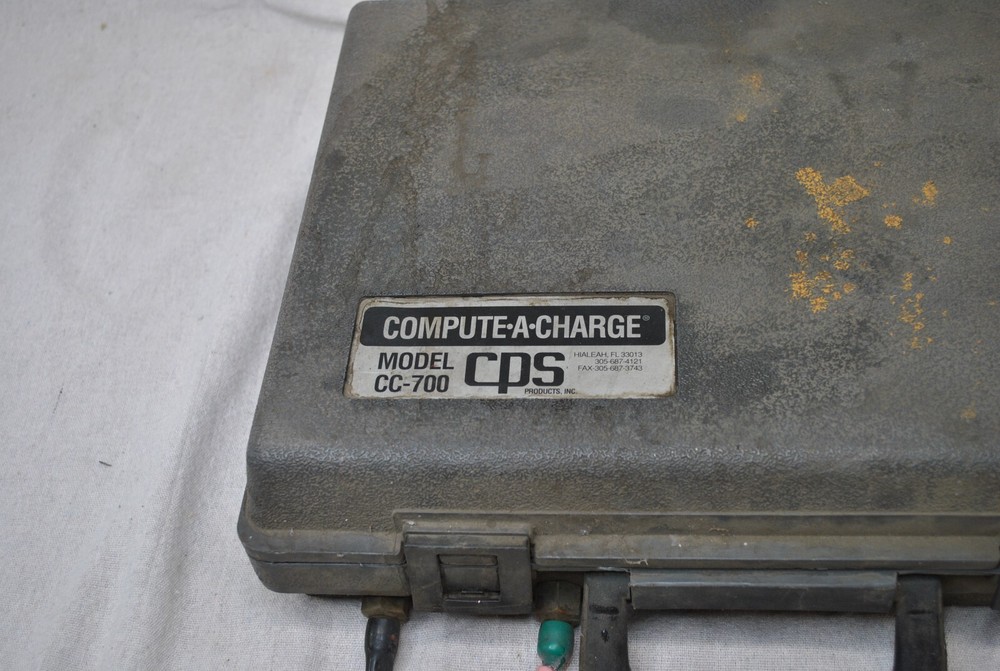 COMPUTE·A·CHARGE®
MODEL
CC-700
cps
PRODUCTS, INC.
HIALEAH, FL 33013
305-687-4121
FAX-305-687-3743